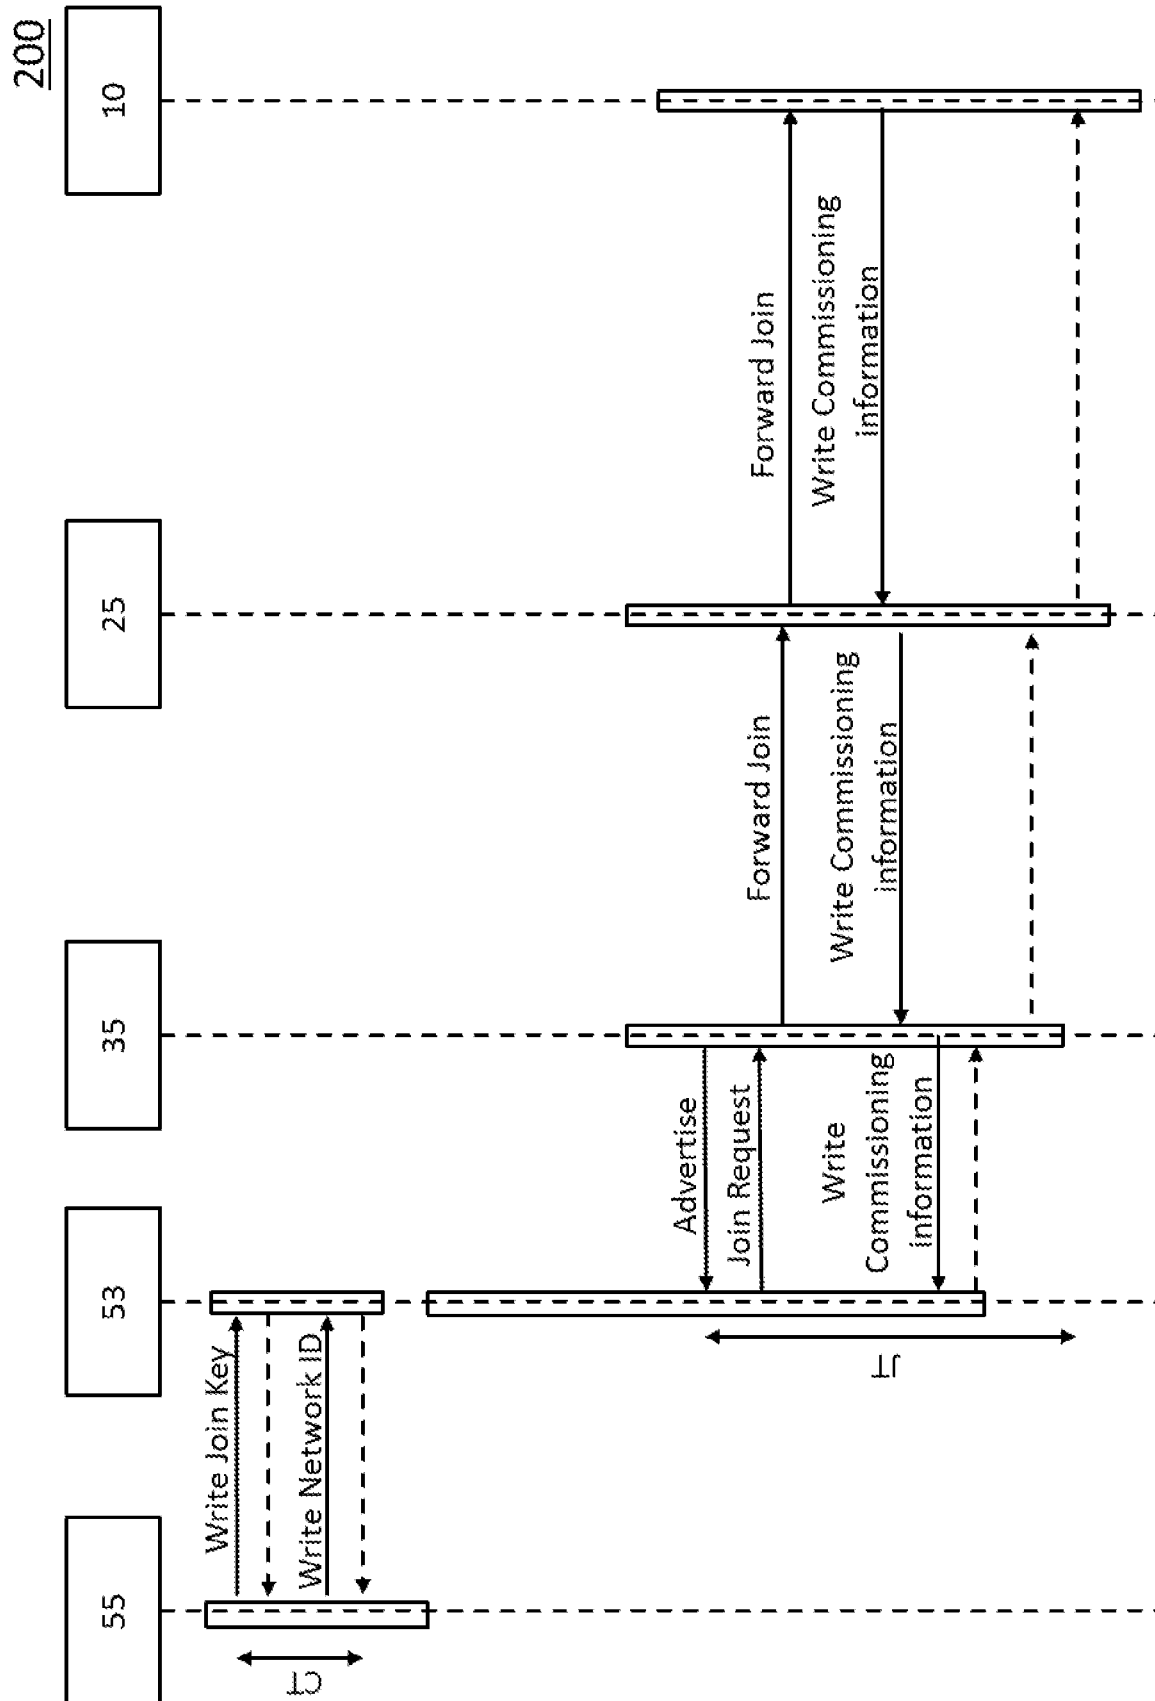 200
55
53
35
25
10
Write Join Key
Write Network ID
CT
Advertise
Join Request
Write
Commissioning
information
JT
Forward Join
Write Commissioning
information
Forward Join
Write Commissioning
information